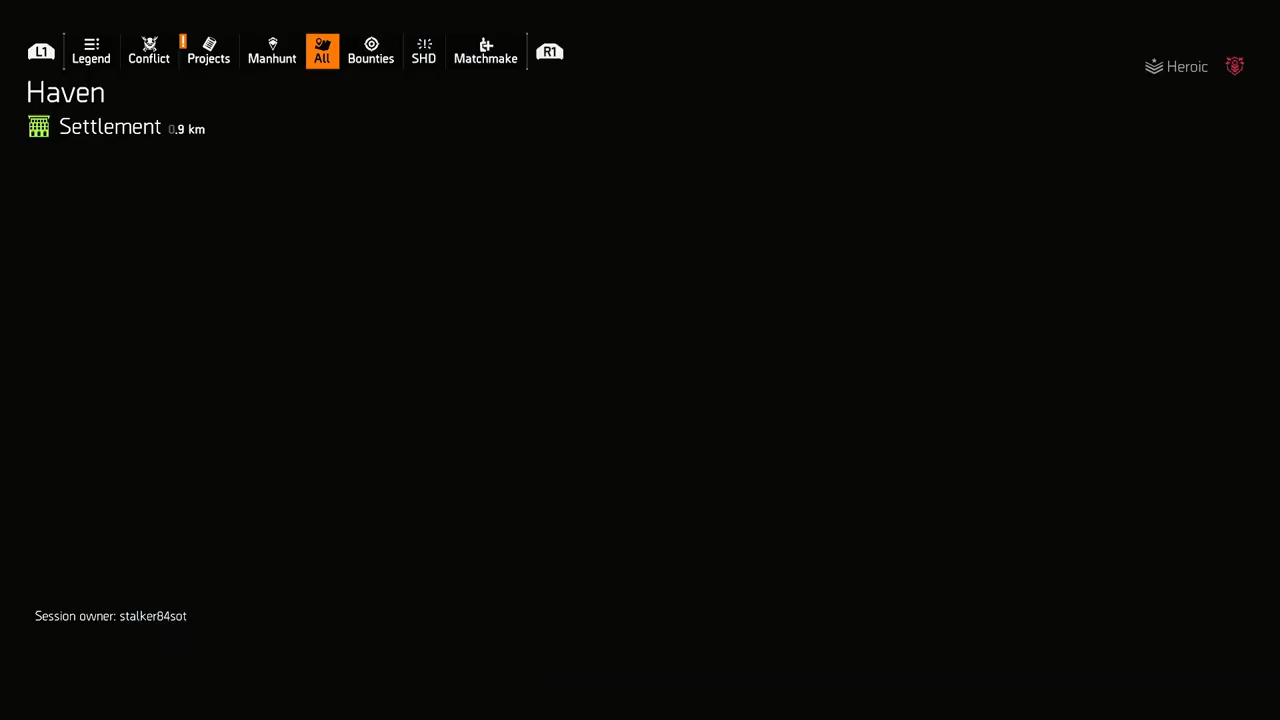 L1 Legend Conflict Projects Manhunt All Bounties SHD Matchmake R1
Heroic
Haven
Settlement 0.9 km
Session owner: stalker84sot